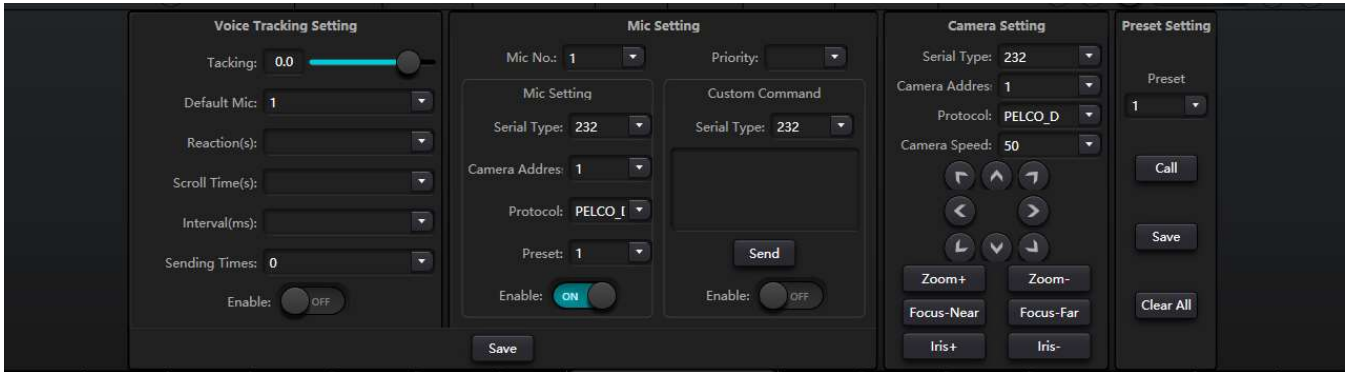 Voice Tracking Setting
Tacking: 0.0
Default Mic: 1
Reaction(s):
Scroll Time(s):
Interval(ms):
Sending Times: 0
Enable: OFF
Mic Setting
Mic No.: 1
Priority:
Mic Setting
Serial Type: 232
Camera Addres:
1
Protocol: PELCO_D
Preset: 1
Enable: ON
Custom Command
Serial Type: 232
Send
Enable: OFF
Save
Camera Setting
Serial Type: 232
Camera Addres: 1
Protocol: PELCO_D
Camera Speed: 50
Zoom+ Zoom-
Focus-Near Focus-Far
Iris+ Iris-
Preset Setting
Preset
1
Call
Save
Clear All